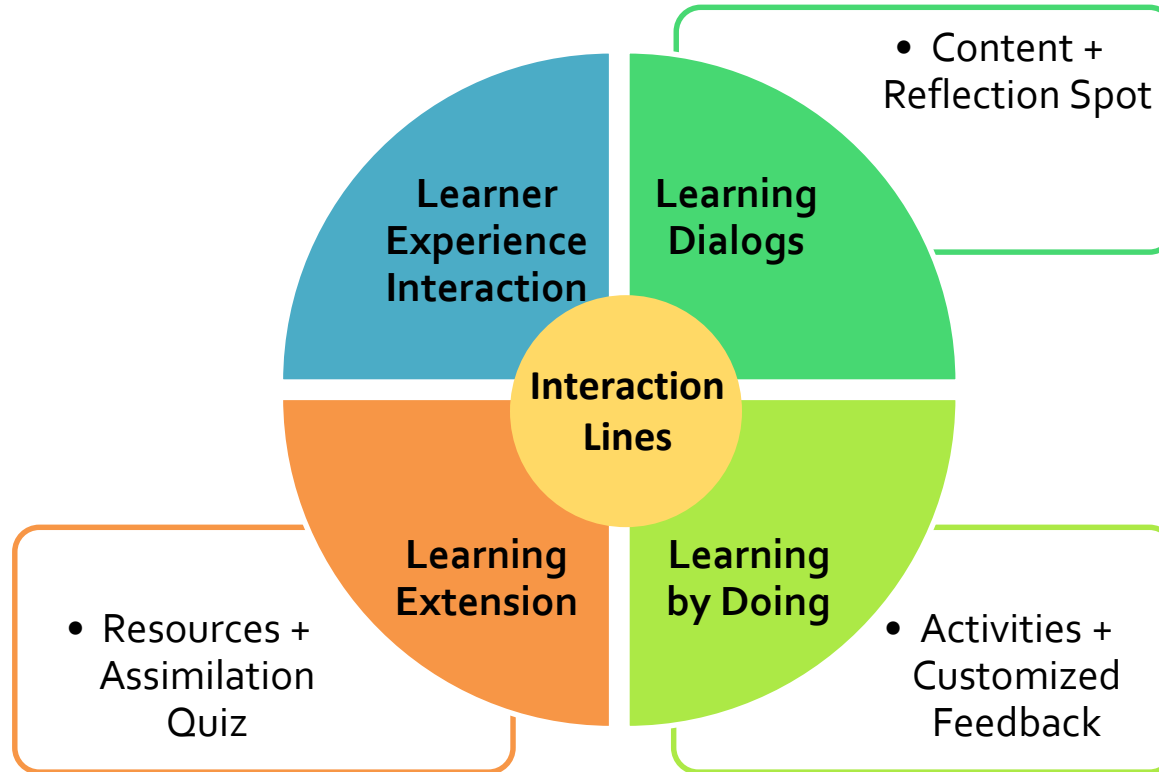 • Content +
Reflection Spot
Learner
Experience
Interaction
Learning
Dialogs
Interaction
Lines
Learning
Extension
Learning
by Doing
• Resources +
Assimilation
Quiz
• Activities +
Customized
Feedback